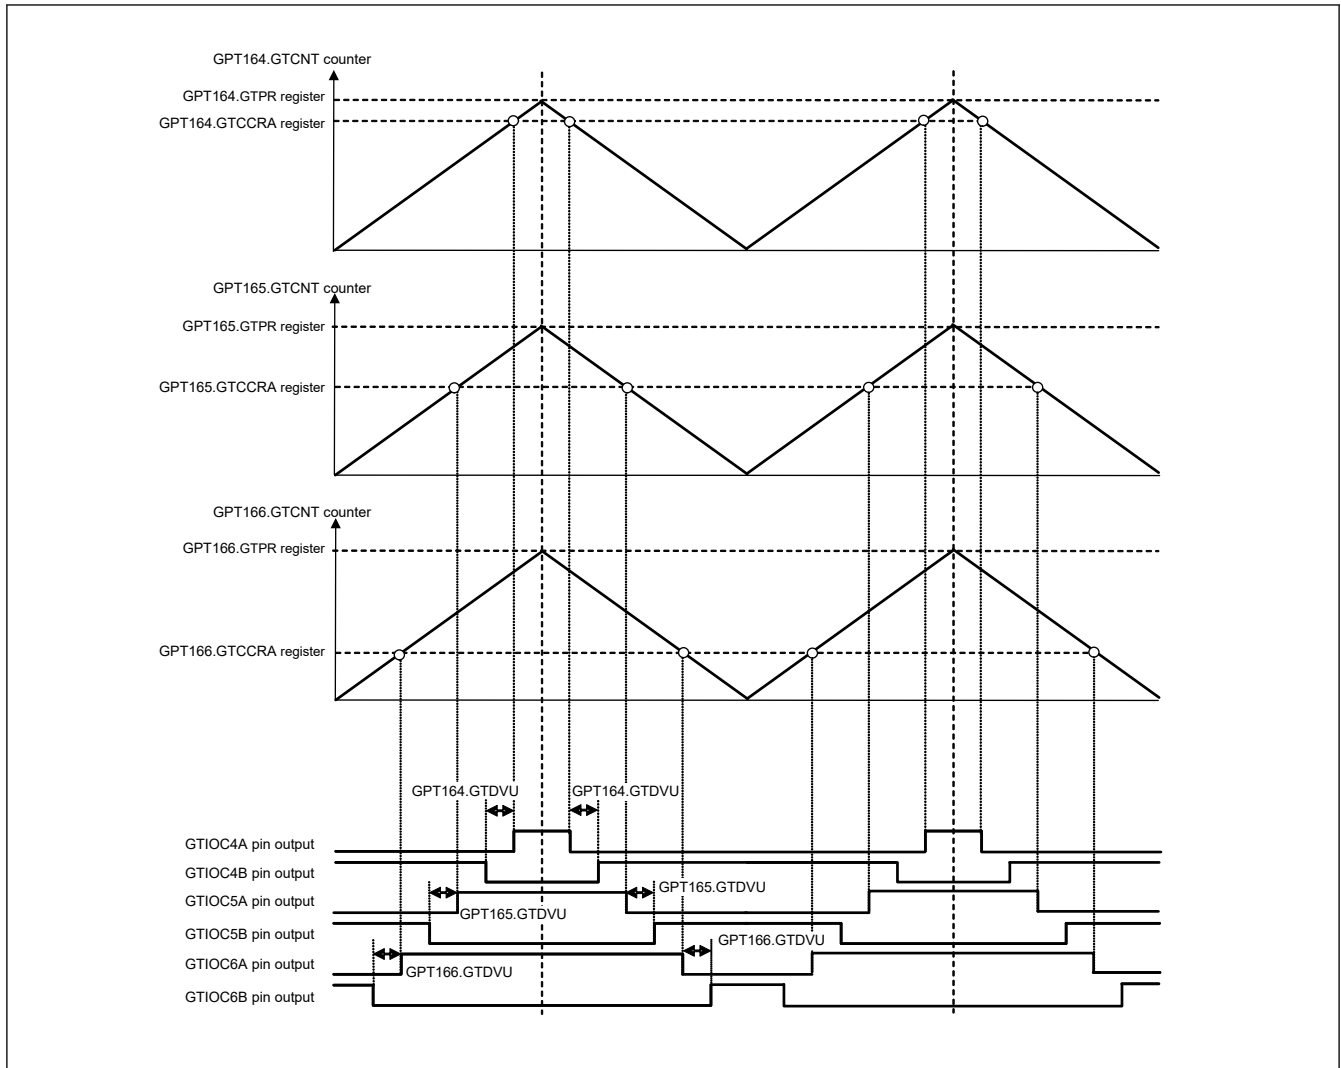 GPT164.GTCNT counter
GPT164.GTPR register
GPT164.GTCCRA register
GPT165.GTCNT counter
GPT165.GTPR register
GPT165.GTCCRA register
GPT166.GTCNT counter
GPT166.GTPR register
GPT166.GTCCRA register
GPT164.GTDVU GPT164.GTDVU
GTIOC4A pin output
GTIOC4B pin output
GPT165.GTDVU
GTIOC5A pin output
GPT165.GTDVU
GTIOC5B pin output
GPT166.GTDVU
GTIOC6A pin output
GPT166.GTDVU
GTIOC6B pin output